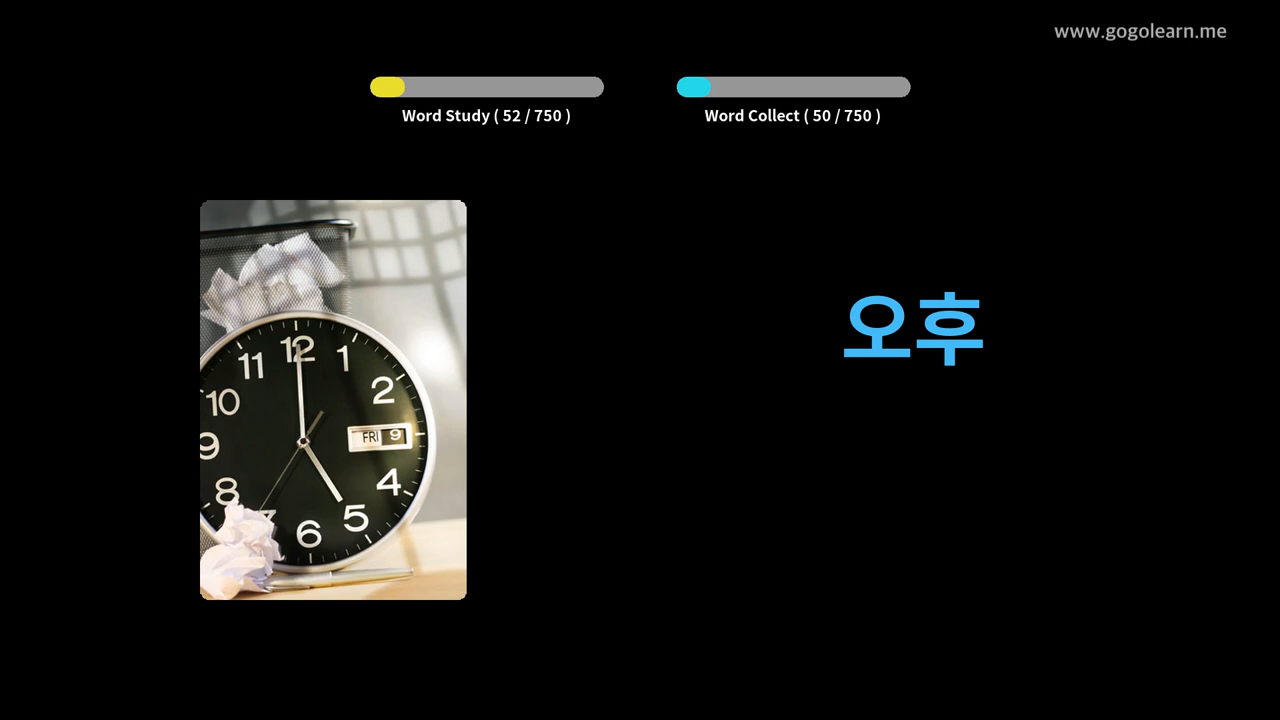 www.gogolearn.me
Word Study ( 52 / 750 )
Word Collect ( 50 / 750 )
오후
12
11
1
10
2
9
FRI 9
8
4
7
5
6